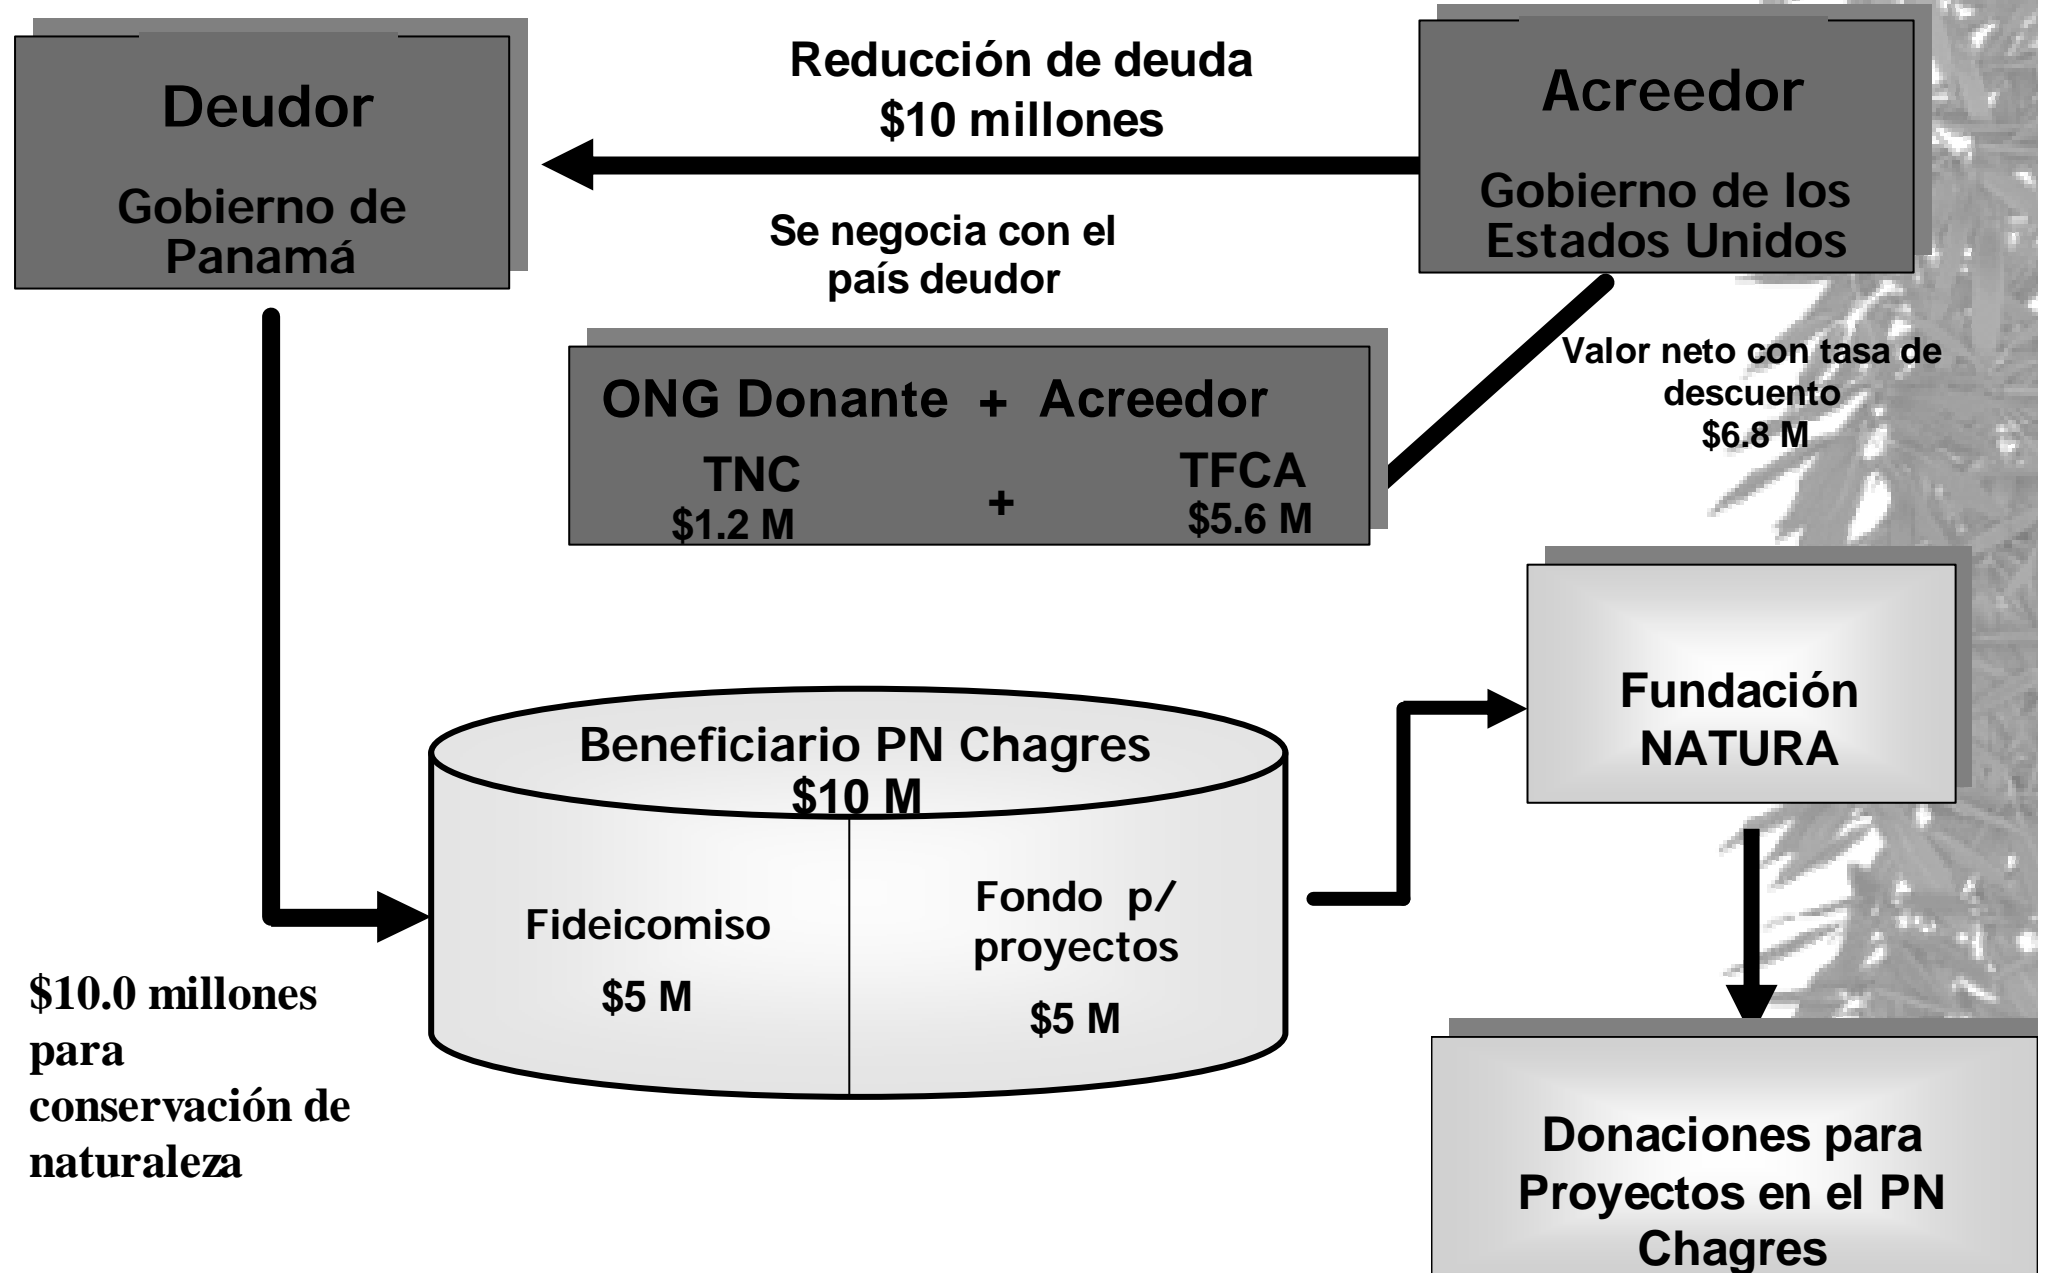 Deudor
Gobierno de
Panamá
Reducción de deuda
$10 millones
Se negocia con el
país deudor
Acreedor
Gobierno de los
Estados Unidos
Valor neto con tasa de
descuento
$6.8 M
ONG Donante + Acreedor
TNC + TFCA
$1.2 M $5.6 M
Beneficiario PN Chagres
$10 M
Fideicomiso
$5 M
Fondo p/
proyectos
$5 M
Fundación
NATURA
$10.0 millones
para
conservación de
naturaleza
Donaciones para
Proyectos en el PN
Chagres